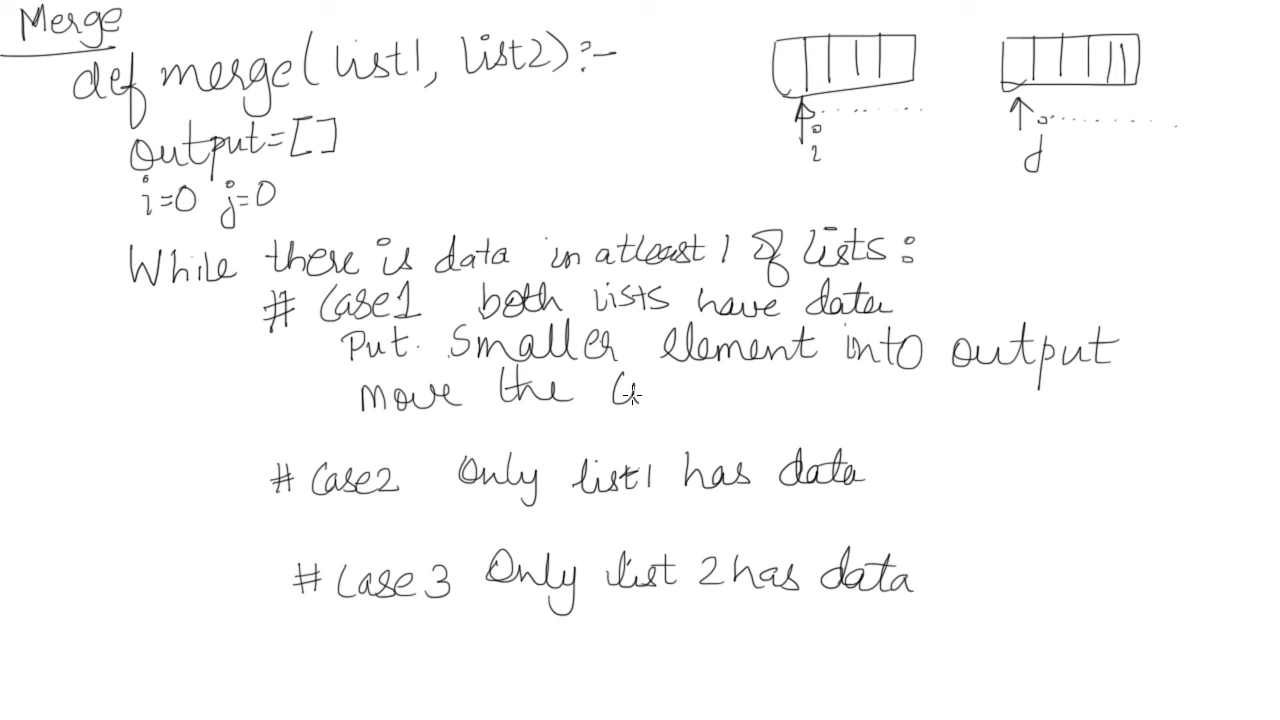 Merge
def merge(list1, list2):-
output=[]
i=0 j=0
i
j
While there is data in atleast 1 of lists:
# Case1 both lists have data
Put smaller element into output
move the
# Case2 Only list1 has data
# Case 3 Only list 2 has data